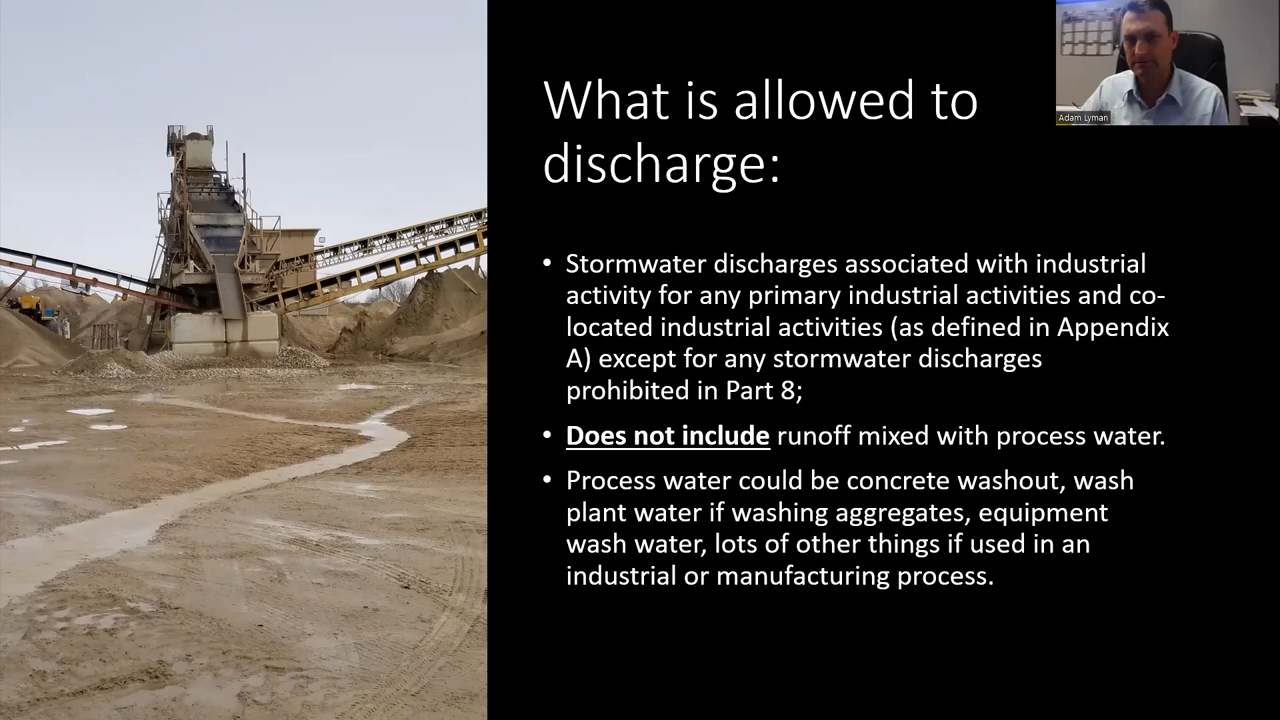 What is allowed to
discharge:
Adam Lyman
• Stormwater discharges associated with industrial
activity for any primary industrial activities and co-
located industrial activities (as defined in Appendix
A) except for any stormwater discharges
prohibited in Part 8;
• Does not include runoff mixed with process water.
• Process water could be concrete washout, wash
plant water if washing aggregates, equipment
wash water, lots of other things if used in an
industrial or manufacturing process.